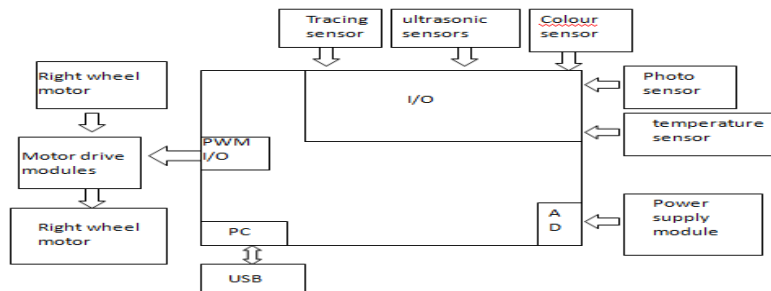 Tracing
sensor
ultrasonic
sensors
Colour
sensor
Right wheel
motor
I/O
Photo
sensor
temperature
sensor
PWM
I/O
Motor drive
modules
Right wheel
motor
PC
A
D
Power
supply
module
USB